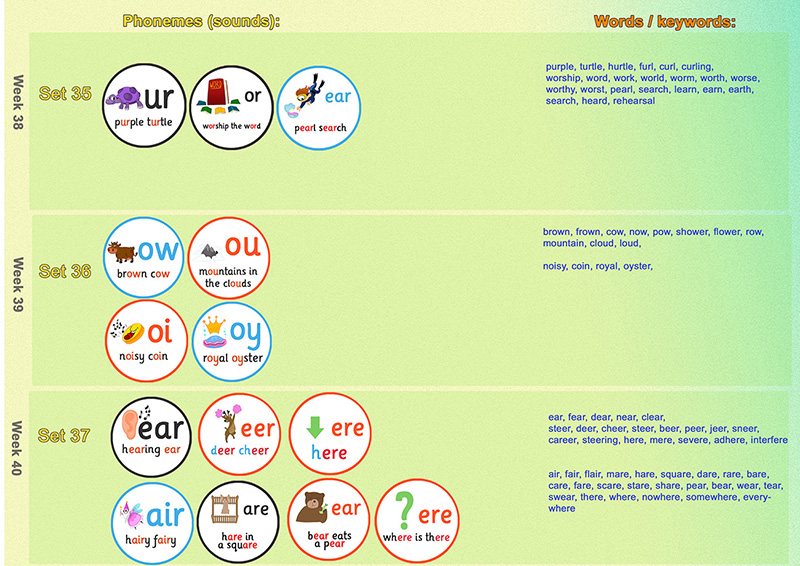 Phonemes (sounds):
Words / keywords:
Week 38
Set 35
ur
purple turtle
WORD
or
worship the word
ear
pearl search
purple, turtle, hurtle, furl, curl, curling,
worship, word, work, world, worm, worth, worse,
worthy, worst, pearl, search, learn, earn, earth,
search, heard, rehearsal
Week 39
Set 36
ow
brown cow
ou
mountains in
the clouds
oi
noisy coin
oy
royal oyster
brown, frown, cow, now, pow, shower, flower, row,
mountain, cloud, loud,
noisy, coin, royal, oyster,
Week 40
Set 37
ear
hearing ear
eer
deer cheer
ere
here
air
hairy fairy
are
hare in
a square
ear
bear eats
a pear
?
ere
where is there
ear, fear, dear, near, clear,
steer, deer, cheer, steer, beer, peer, jeer, sneer,
career, steering, here, mere, severe, adhere, interfere
air, fair, flair, mare, hare, square, dare, rare, bare,
care, fare, scare, stare, share, pear, bear, wear, tear,
swear, there, where, nowhere, somewhere, every-
where